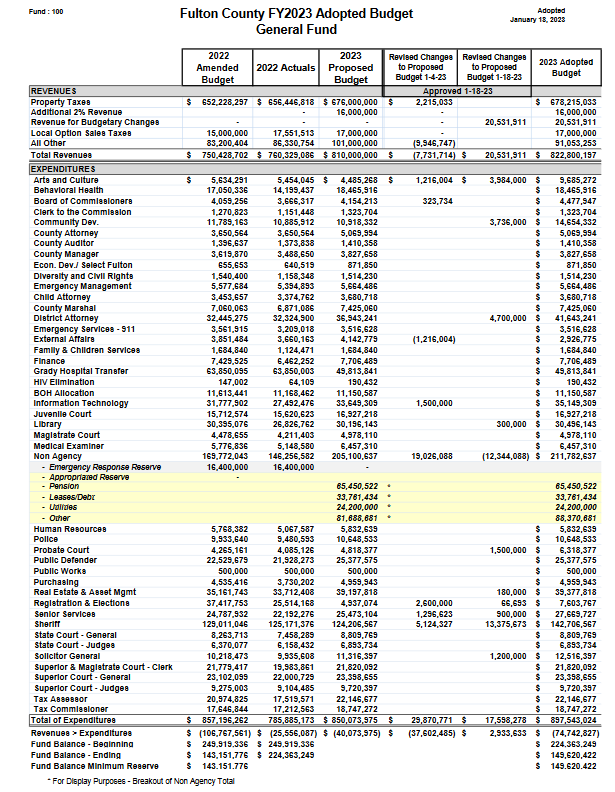 Fund : 100
Fulton County FY2023 Adopted Budget
General Fund
Adopted
January 18, 2023
2022 Amended Budget 2022 Actuals 2023 Proposed Budget Revised Changes to Proposed Budget 1-4-23 Revised Changes to Proposed Budget 1-18-23 2023 Adopted Budget
REVENUES Approved 1-18-23
Property Taxes $ 652,228,297 $ 656,446,818 $ 676,000,000 $ 2,215,033 $ 678,215,033
Additional 2% Revenue - 16,000,000 - 16,000,000
Revenue for Budgetary Changes - - - - 20,531,911 20,531,911
Local Option Sales Taxes 15,000,000 17,551,513 17,000,000 - 17,000,000
All Other 83,200,404 86,330,754 101,000,000 (9,946,747) 91,053,253
Total Revenues $ 750,428,702 $ 760,329,086 $ 810,000,000 $ (7,731,714) $ 20,531,911 $ 822,800,197
EXPENDITURES
Arts and Culture $ 5,634,291 5,454,045 $ 4,485,268 $ 1,216,004 $ 3,984,000 $ 9,685,272
Behavioral Health 17,050,336 14,199,437 18,465,916 $ 18,465,916
Board of Commissioners 4,059,256 3,666,317 4,154,213 323,734 $ 4,477,947
Clerk to the Commission 1,270,823 1,151,448 1,323,704 $ 1,323,704
Community Dev. 11,789,163 10,885,912 10,918,332 3,736,000 $ 14,654,332
County Attorney 3,650,564 3,650,564 5,069,994 $ 5,069,994
County Auditor 1,396,637 1,373,838 1,410,358 $ 1,410,358
County Manager 3,619,870 3,488,650 3,827,658 $ 3,827,658
Econ. Dev./ Select Fulton 655,653 640,519 871,850 $ 871,850
Diversity and Civil Rights 1,540,400 1,158,348 1,514,230 $ 1,514,230
Emergency Management 5,577,684 5,394,893 5,664,486 $ 5,664,486
Child Attorney 3,453,657 3,374,762 3,680,718 $ 3,680,718
County Marshal 7,060,063 6,871,086 7,425,060 $ 7,425,060
District Attorney 32,445,275 32,324,900 36,943,241 4,700,000 $ 41,643,241
Emergency Services - 911 3,561,915 3,209,018 3,516,628 $ 3,516,628
External Affairs 3,851,484 3,660,163 4,142,779 (1,216,004) $ 2,926,775
Family & Children Services 1,684,840 1,124,471 1,684,840 $ 1,684,840
Finance 7,429,525 6,462,252 7,706,489 $ 7,706,489
Grady Hospital Transfer 63,850,095 63,850,003 49,813,841 $ 49,813,841
HIV Elimination 147,002 64,109 190,432 $ 190,432
BOH Allocation 11,613,441 11,168,462 11,150,587 $ 11,150,587
Information Technology 31,777,902 27,492,476 33,649,309 1,500,000 $ 35,149,309
Juvenile Court 15,712,574 15,620,623 16,927,218 $ 16,927,218
Library 30,395,076 26,826,762 30,196,143 300,000 $ 30,496,143
Magistrate Court 4,478,655 4,211,403 4,978,110 $ 4,978,110
Medical Examiner 5,776,836 5,148,580 6,457,310 $ 6,457,310
Non Agency 169,772,043 146,256,582 205,100,637 19,026,088 (12,344,088) $ 211,782,637
- Emergency Response Reserve 16,400,000 16,400,000 -
- Appropriated Reserve -
- Pension 65,450,522 * 65,450,522
- Leases/Debt 33,761,434 * 33,761,434
- Utilities 24,200,000 * 24,200,000
- Other 81,688,681 * 88,370,681
Human Resources 5,768,382 5,067,587 5,832,639 $ 5,832,639
Police 9,933,640 9,480,593 10,648,533 $ 10,648,533
Probate Court 4,265,161 4,085,126 4,818,377 1,500,000 $ 6,318,377
Public Defender 22,529,679 21,928,273 25,377,575 $ 25,377,575
Public Works 500,000 500,000 500,000 $ 500,000
Purchasing 4,535,416 3,730,202 4,959,943 $ 4,959,943
Real Estate & Asset Mgmt 35,161,743 33,712,408 39,197,818 180,000 $ 39,377,818
Registration & Elections 37,417,753 25,514,168 4,937,074 2,600,000 66,693 $ 7,603,767
Senior Services 24,787,932 22,192,276 25,473,104 1,296,623 900,000 $ 27,669,727
Sheriff 129,011,046 125,171,376 124,206,567 5,124,327 13,375,673 $ 142,706,567
State Court - General 8,263,713 7,458,289 8,809,769 $ 8,809,769
State Court - Judges 6,370,077 6,158,432 6,893,734 $ 6,893,734
Solicitor General 10,218,473 9,935,608 11,316,397 1,200,000 $ 12,516,397
Superior & Magistrate Court - Clerk 21,779,417 19,983,861 21,820,092 $ 21,820,092
Superior Court - General 23,102,099 22,000,729 23,398,655 $ 23,398,655
Superior Court - Judges 9,275,003 9,104,485 9,720,397 $ 9,720,397
Tax Assessor 20,974,825 17,519,571 22,146,677 $ 22,146,677
Tax Commissioner 17,646,844 17,212,563 18,747,272 $ 18,747,272
Total of Expenditures $ 857,196,262 785,885,173 $ 850,073,975 $ 29,870,771 $ 17,598,278 $ 897,543,024
Revenues > Expenditures $ (106,767,561) $ (25,556,087) $ (40,073,975) $ (37,602,485) $ 2,933,633 $ (74,742,827)
Fund Balance - Beginning $ 249,919,336 $ 249,919,336 $ 224,363,249
Fund Balance - Ending $ 143,151,776 $ 224,363,249 $ 149,620,422
Fund Balance Minimum Reserve $ 143,151,776 $ 149,620,422
* For Display Purposes - Breakout of Non Agency Total